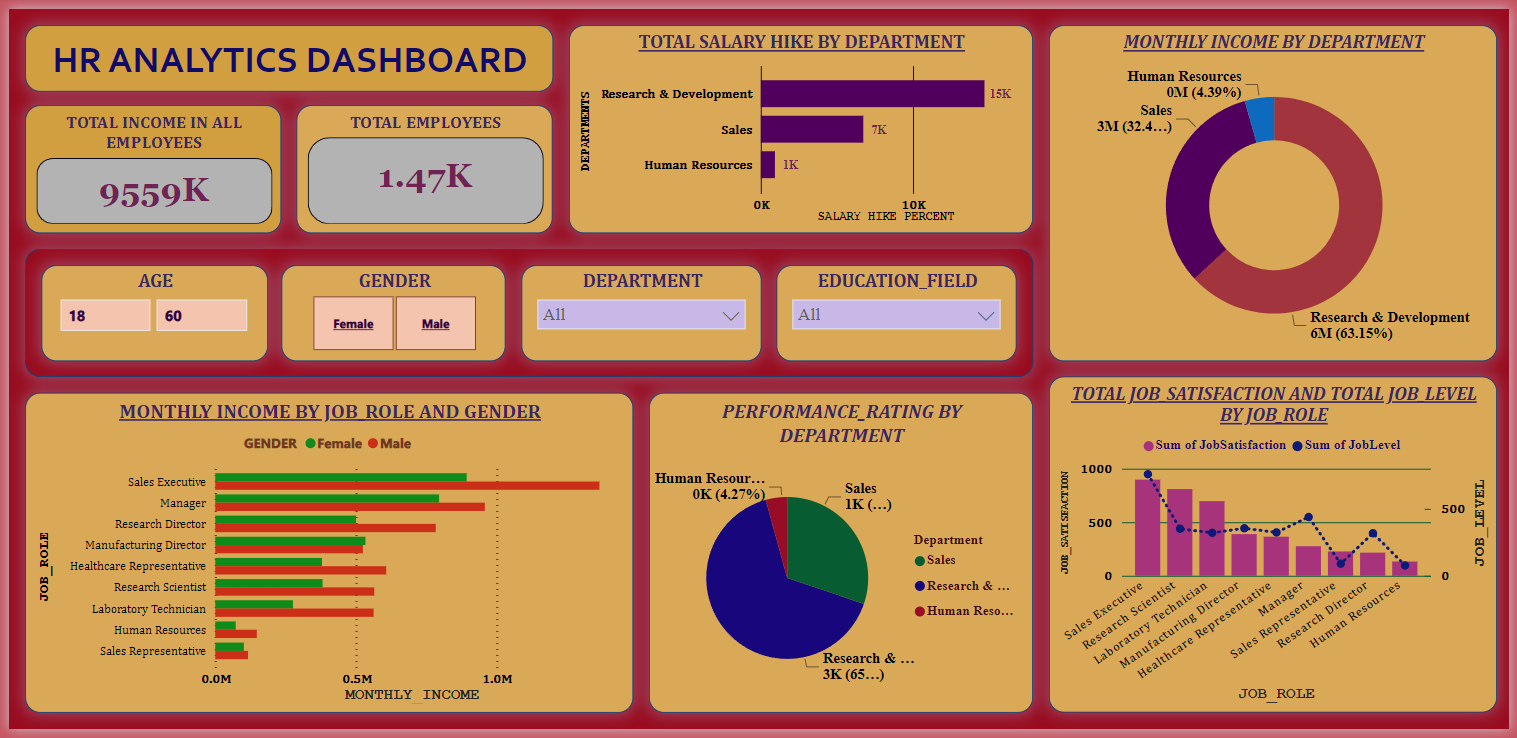 HR ANALYTICS DASHBOARD
TOTAL INCOME IN ALL
EMPLOYEES
9559K
TOTAL EMPLOYEES
1.47K
TOTAL SALARY HIKE BY DEPARTMENT
DEPARTMENTS
Research & Development
15K
Sales
7K
Human Resources
1K
0K
10K
SALARY HIKE PERCENT
MONTHLY INCOME BY DEPARTMENT
Human Resources
0M (4.39%)
Sales
3M (32.4...)
Research & Development
6M (63.15%)
AGE
18
60
GENDER
Female
Male
DEPARTMENT
All
EDUCATION_FIELD
All
MONTHLY INCOME BY JOB_ROLE AND GENDER
GENDER Female Male
JOB_ROLE
Sales Executive
Manager
Research Director
Manufacturing Director
Healthcare Representative
Research Scientist
Laboratory Technician
Human Resources
Sales Representative
0.0M
0.5M
1.0M
MONTHLY_INCOME
PERFORMANCE_RATING BY
DEPARTMENT
Human Resour...
0K (4.27%)
Sales
1K (...)
Research & ...
3K (65...)
Department
Sales
Research & ...
Human Reso...
TOTAL JOB_SATISFACTION AND TOTAL JOB_LEVEL
BY JOB_ROLE
Sum of JobSatisfaction Sum of JobLevel
JOB_SATISFACTION
1000
500
0
500
0
JOB_LEVEL
Sales Executive
Research Scientist
Laboratory Technician
Manufacturing Director
Healthcare Representative
Manager
Sales Representative
Research Director
Human Resources
JOB_ROLE